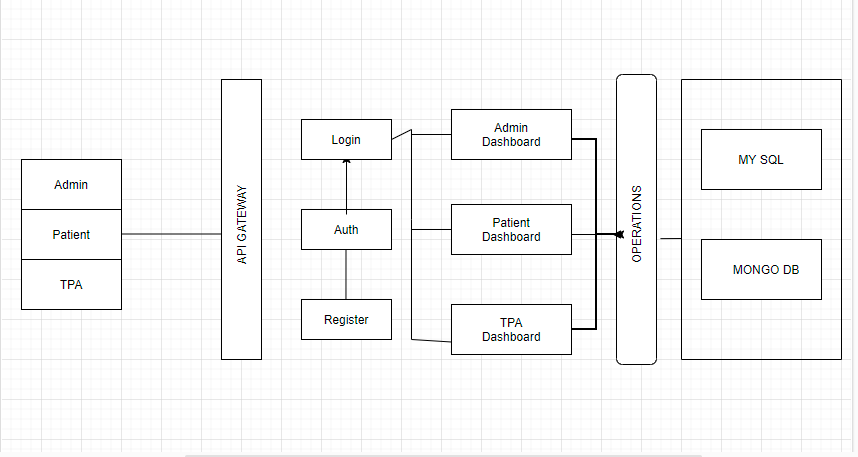 Admin
Patient
TPA
API GATEWAY
Login
Auth
Register
Admin
Dashboard
Patient
Dashboard
TPA
Dashboard
OPERATIONS
MY SQL
MONGO DB